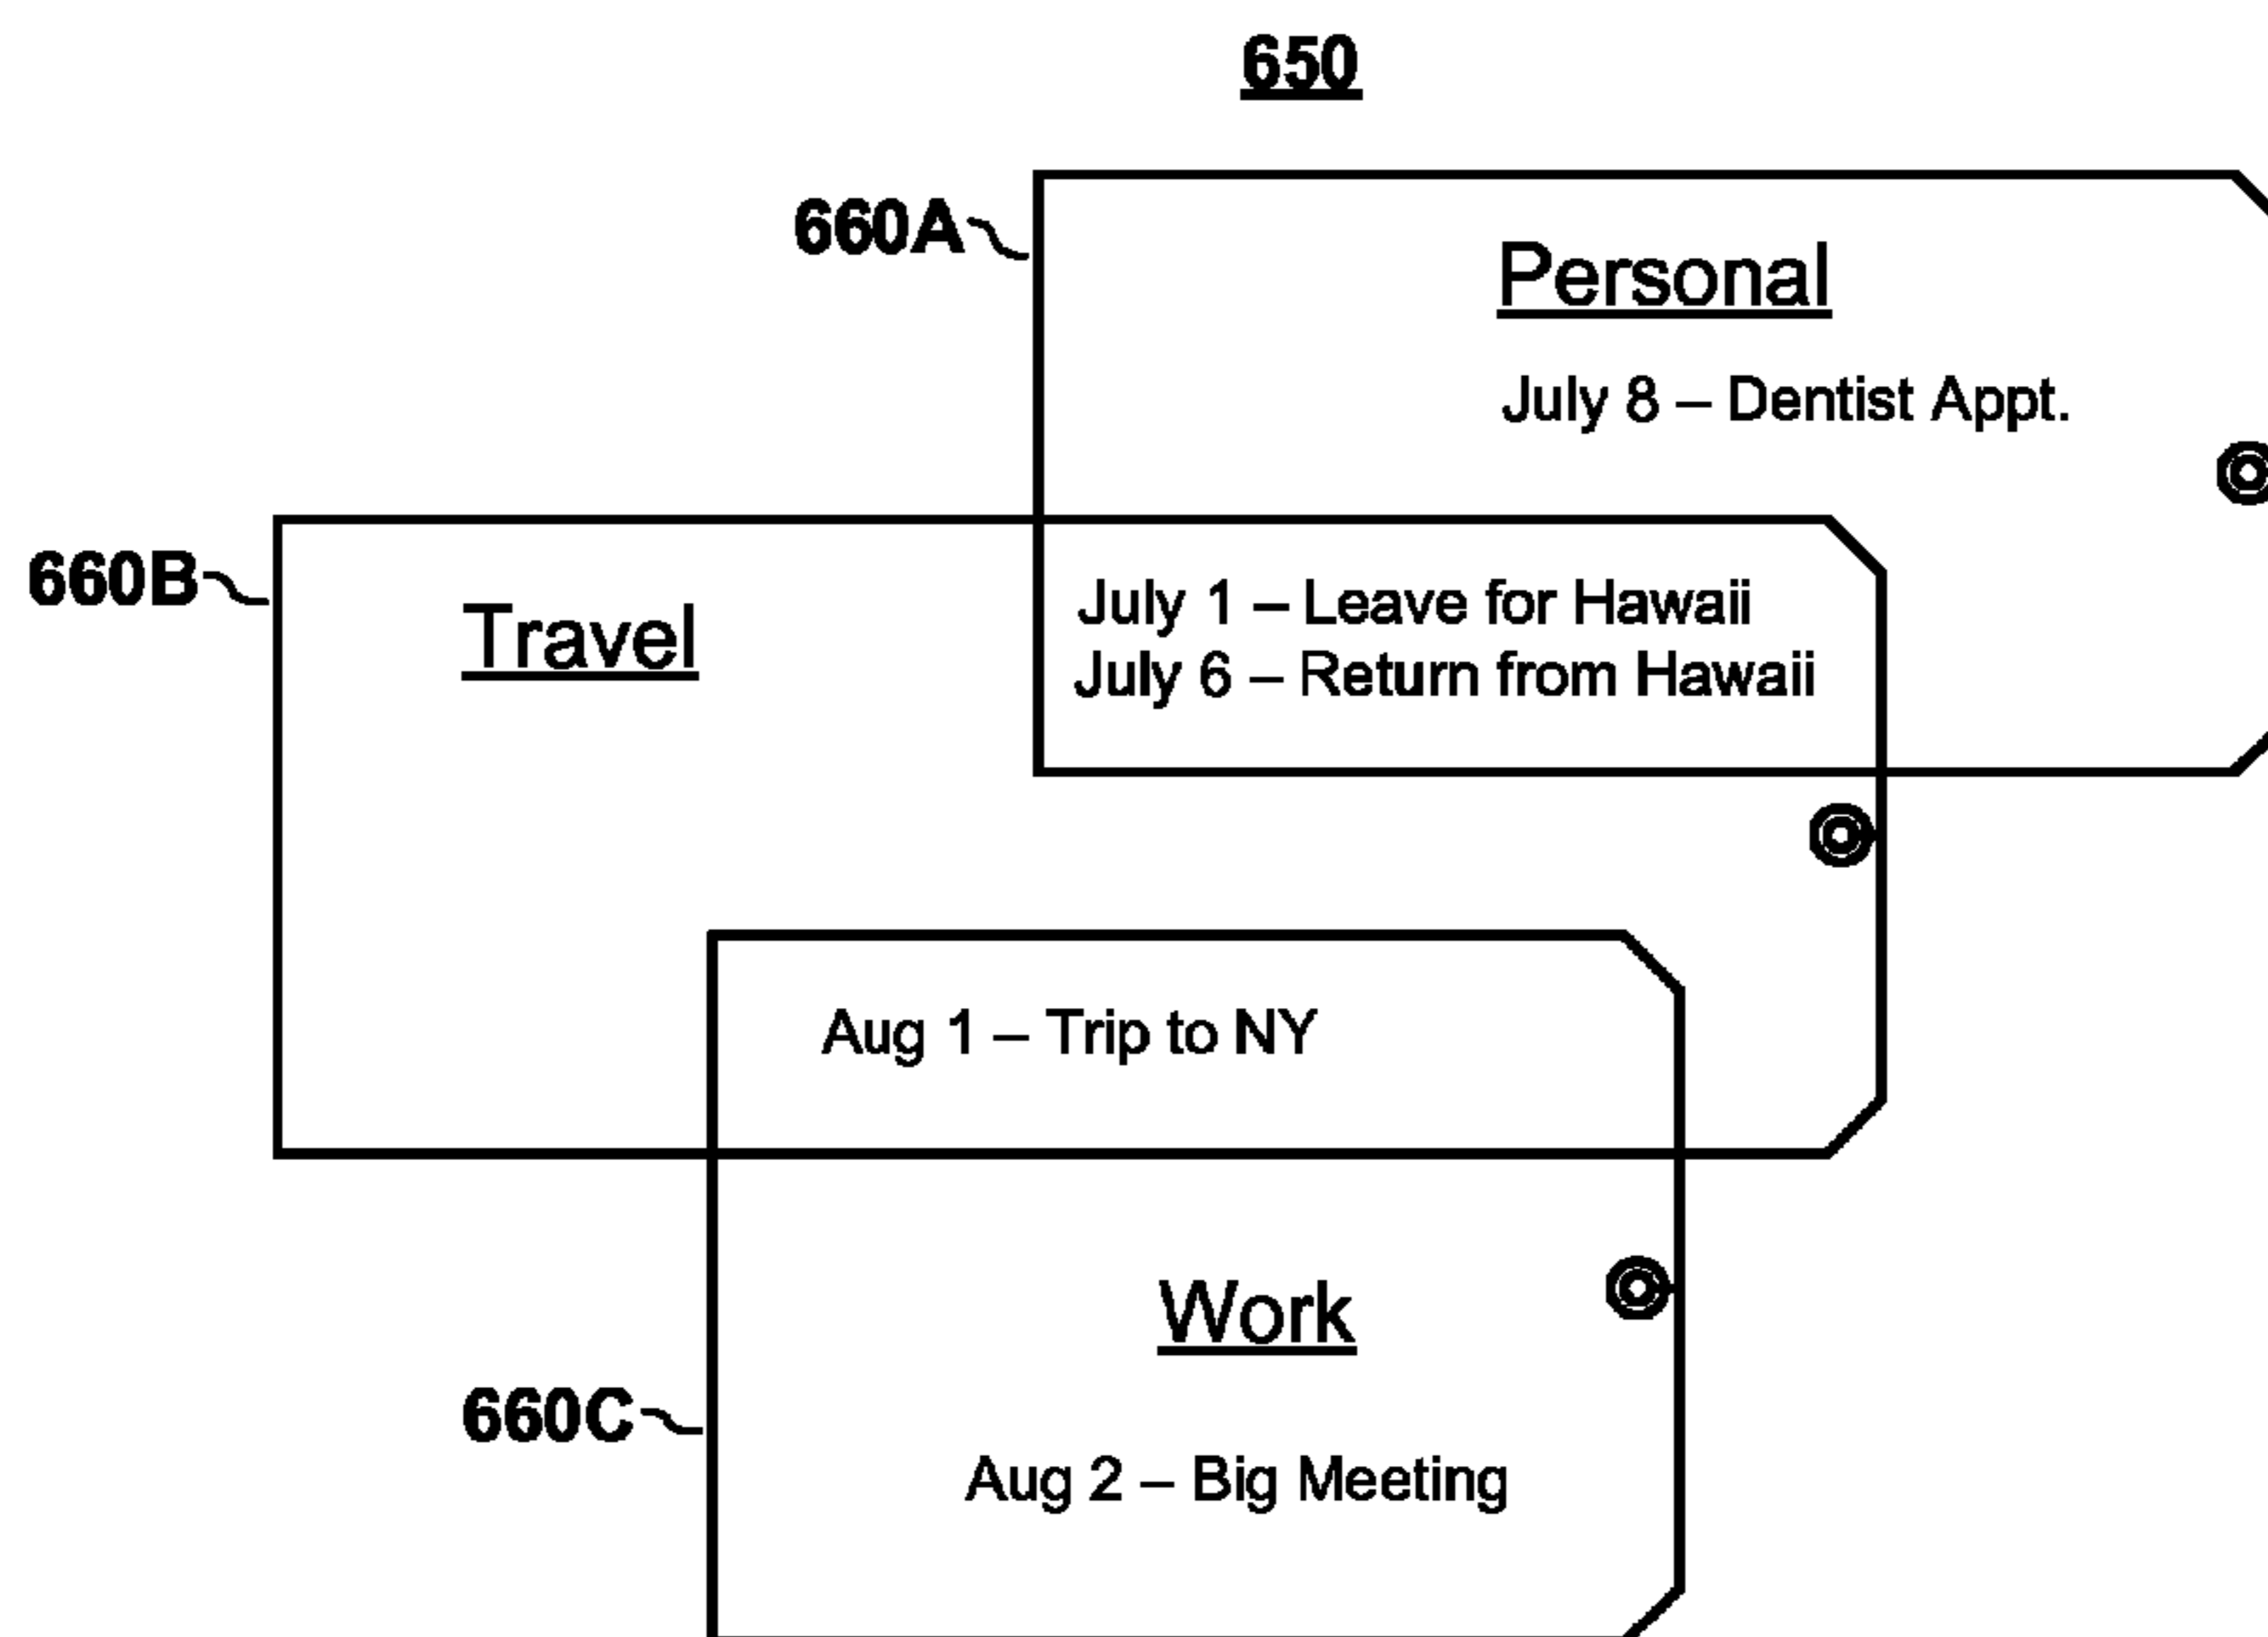 650
660A
Personal
July 8 – Dentist Appt.
660B
Travel
July 1 – Leave for Hawaii
July 6 – Return from Hawaii
Aug 1 – Trip to NY
Work
660C
Aug 2 – Big Meeting